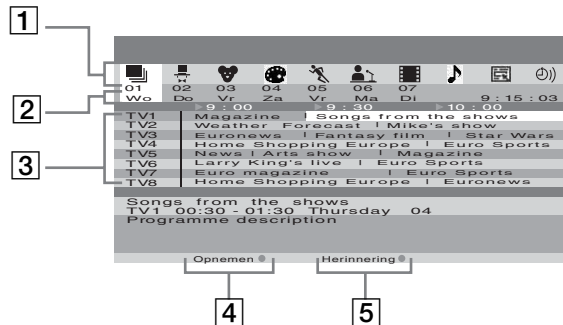 1
01 02 03 04 05 06 07
2
Wo Do Vr Za Vr Ma Di 9:15:03
9:00 9:30 10:00
TV1 Magazine Songs from the shows
TV2 Weather Forecast Mike's show
3
TV3 Euronews Fantasy film Star Wars
TV4 Home Shopping Europe Euro Sports
TV5 News Arts show Magazine
TV6 Larry King's live Euro Sports
TV7 Euro magazine Euro Sports
TV8 Home Shopping Europe Euronews
Songs from the shows
TV1 00:30 - 01:30 Thursday 04
Programme description
Opnemen Herinnering
4 5